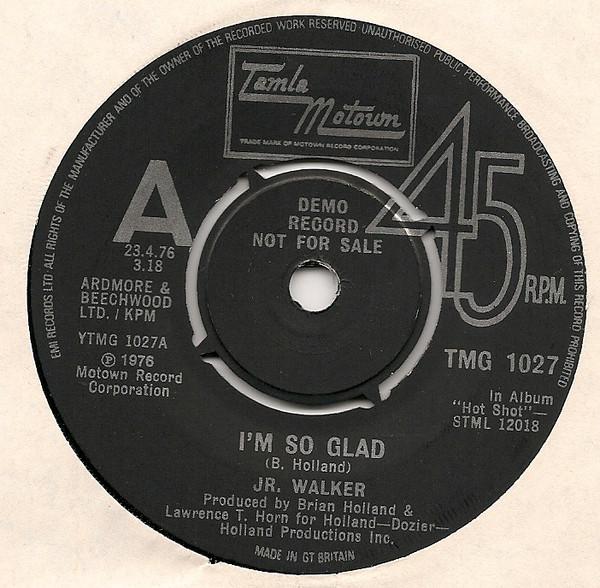 EMI RECORDS LTD ALL RIGHTS OF THE MANUFACTURER AND OF THE OWNER OF THE RECORDED WORK RESERVED UNAUTHORISED PUBLIC PERFORMANCE BROADCASTING AND COPYING OF THIS RECORD PROHIBITED
Tamla
Motown
TRADE MARK OF MOTOWN RECORD CORPORATION
A
45
R.P.M.
DEMO
RECORD
NOT FOR SALE
23.4.76
3.18
ARDMORE &
BEECHWOOD
LTD. / KPM
YTMG 1027A
Ⓟ 1976
Motown Record
Corporation
TMG 1027
In Album
"Hot Shot"—
STML 12018
I'M SO GLAD
(B. Holland)
JR. WALKER
Produced by Brian Holland &
Lawrence T. Horn for Holland—Dozier—
Holland Productions Inc.
MADE IN GT BRITAIN